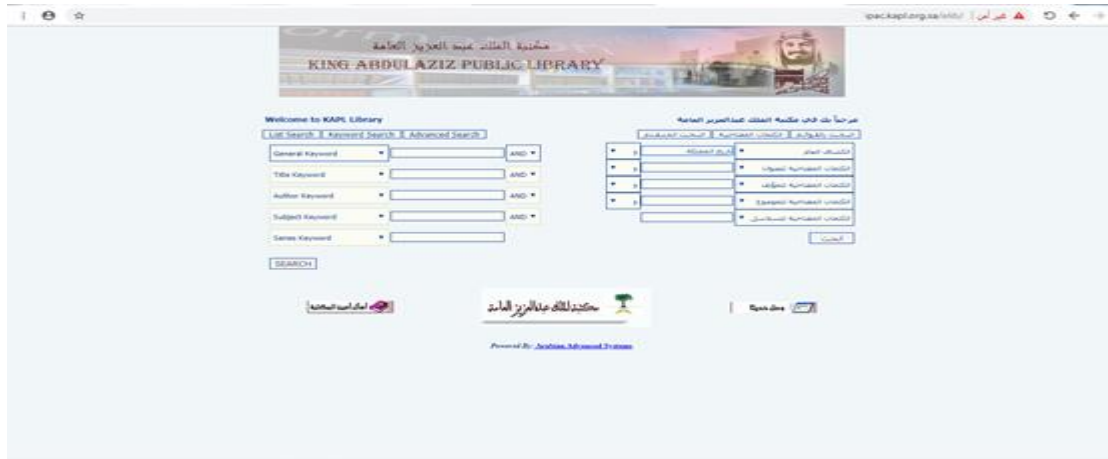 ipac.kapl.org.sa/
غير آمن
مكتبة الملك عبد العزيز العامة
KING ABDULAZIZ PUBLIC LIBRARY
Welcome to KAPL Library
مرحباً بك في مكتبة الملك عبدالعزيز العامة
List Search Keyword Search Advanced Search
البحث بالقوائم الكلمات المفتاحية البحث المتقدم
General Keyword AND
Title Keyword AND
Author Keyword AND
Subject Keyword AND
Series Keyword
SEARCH
الكشاف العام تاريخ المملكة و
الكلمات المفتاحية للعنوان و
الكلمات المفتاحية للمؤلف و
الكلمات المفتاحية للموضوع و
الكلمات المفتاحية للسلاسل
البحث
مكتبة الملك عبدالعزيز العامة
وصل حديثا
Powered By: Arabian Advanced Systems